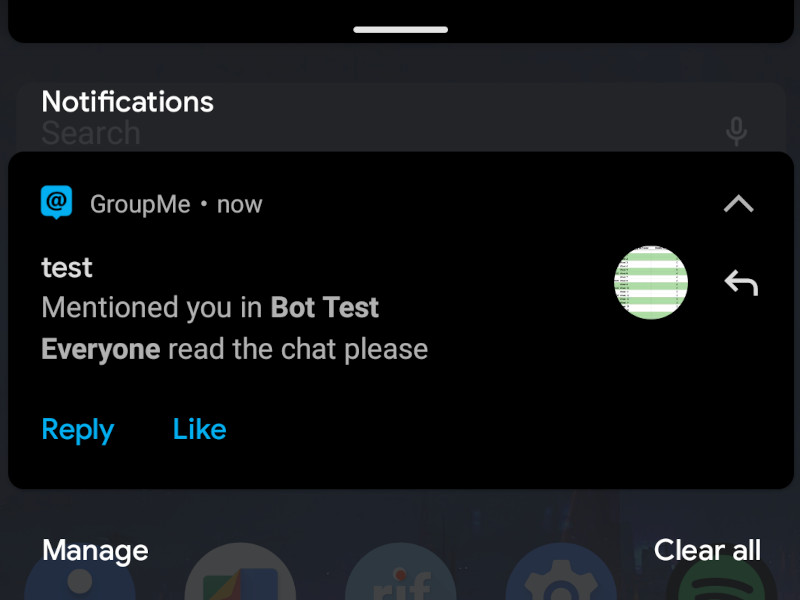 Notifications
Search
@ GroupMe • now
test
Mentioned you in Bot Test
Everyone read the chat please
Reply Like
Manage Clear all
rif